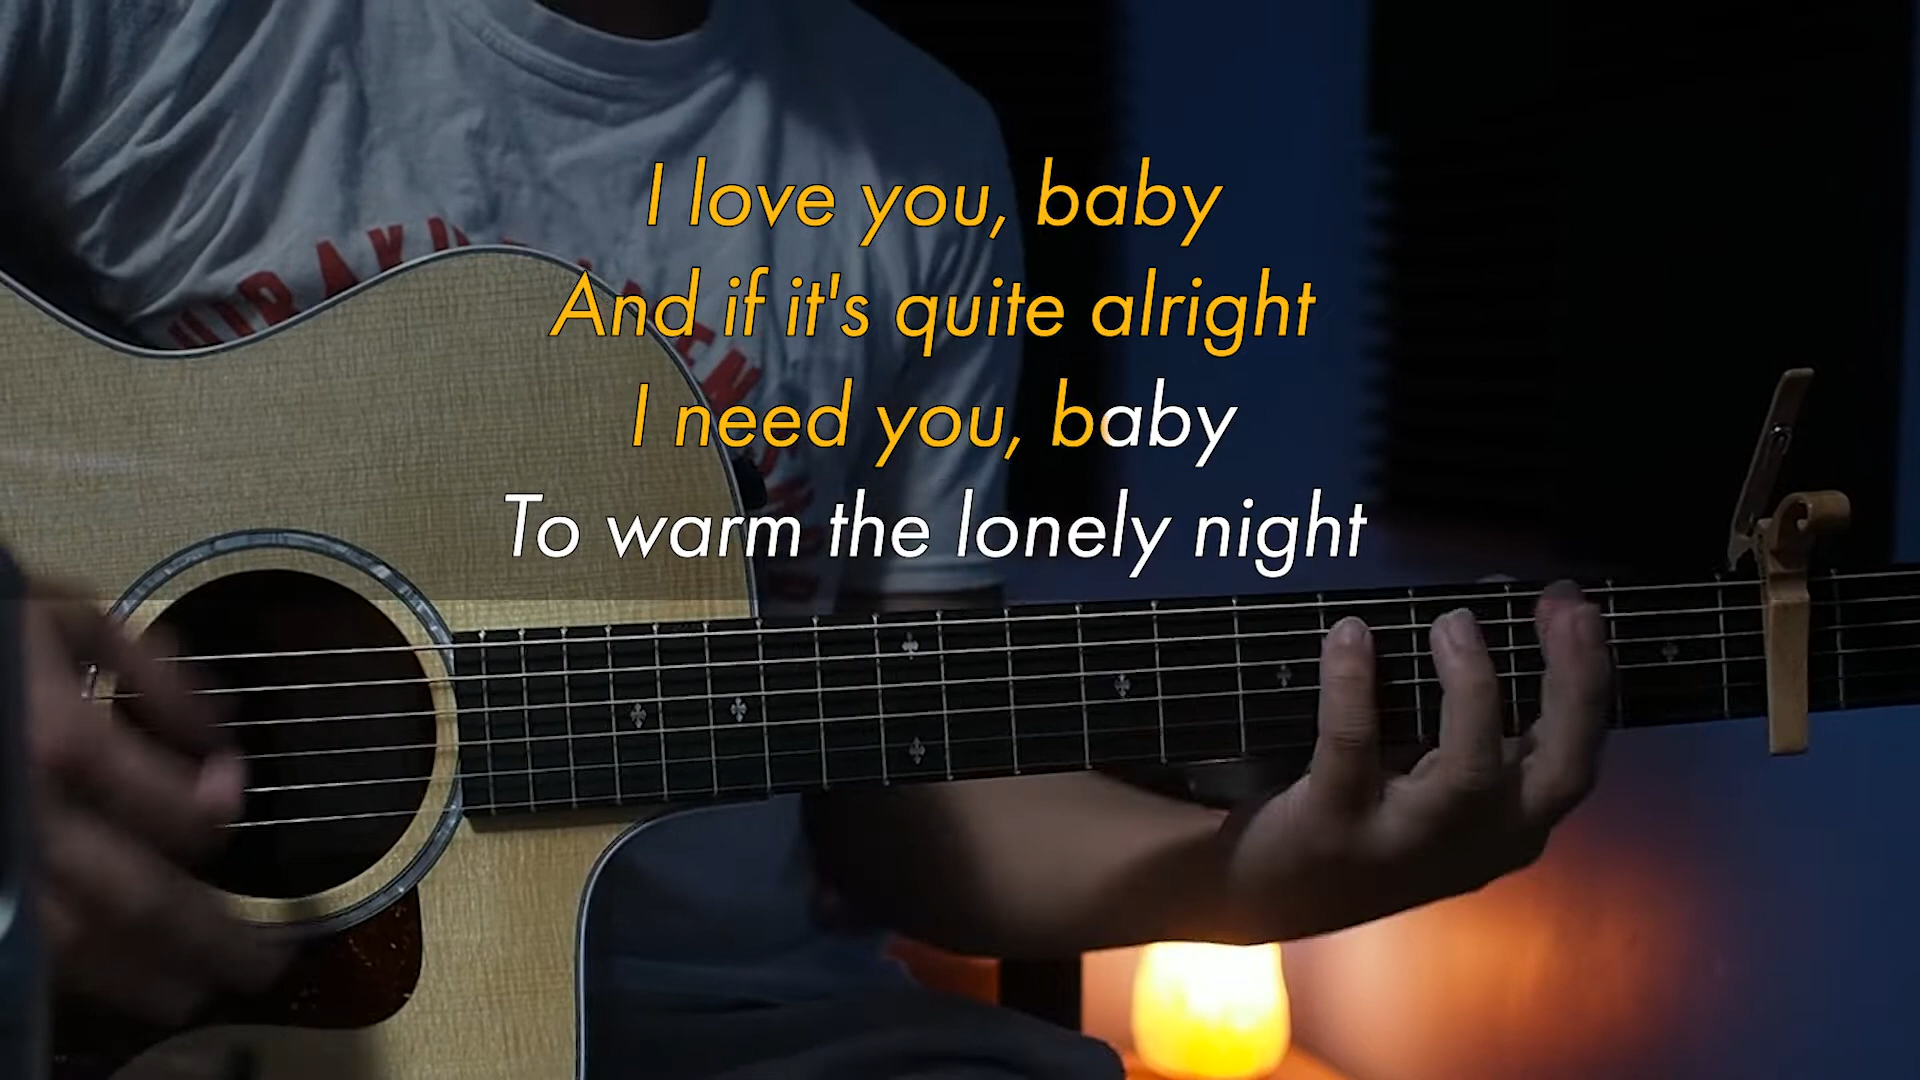 I love you, baby
And if it's quite alright
I need you, baby
To warm the lonely night